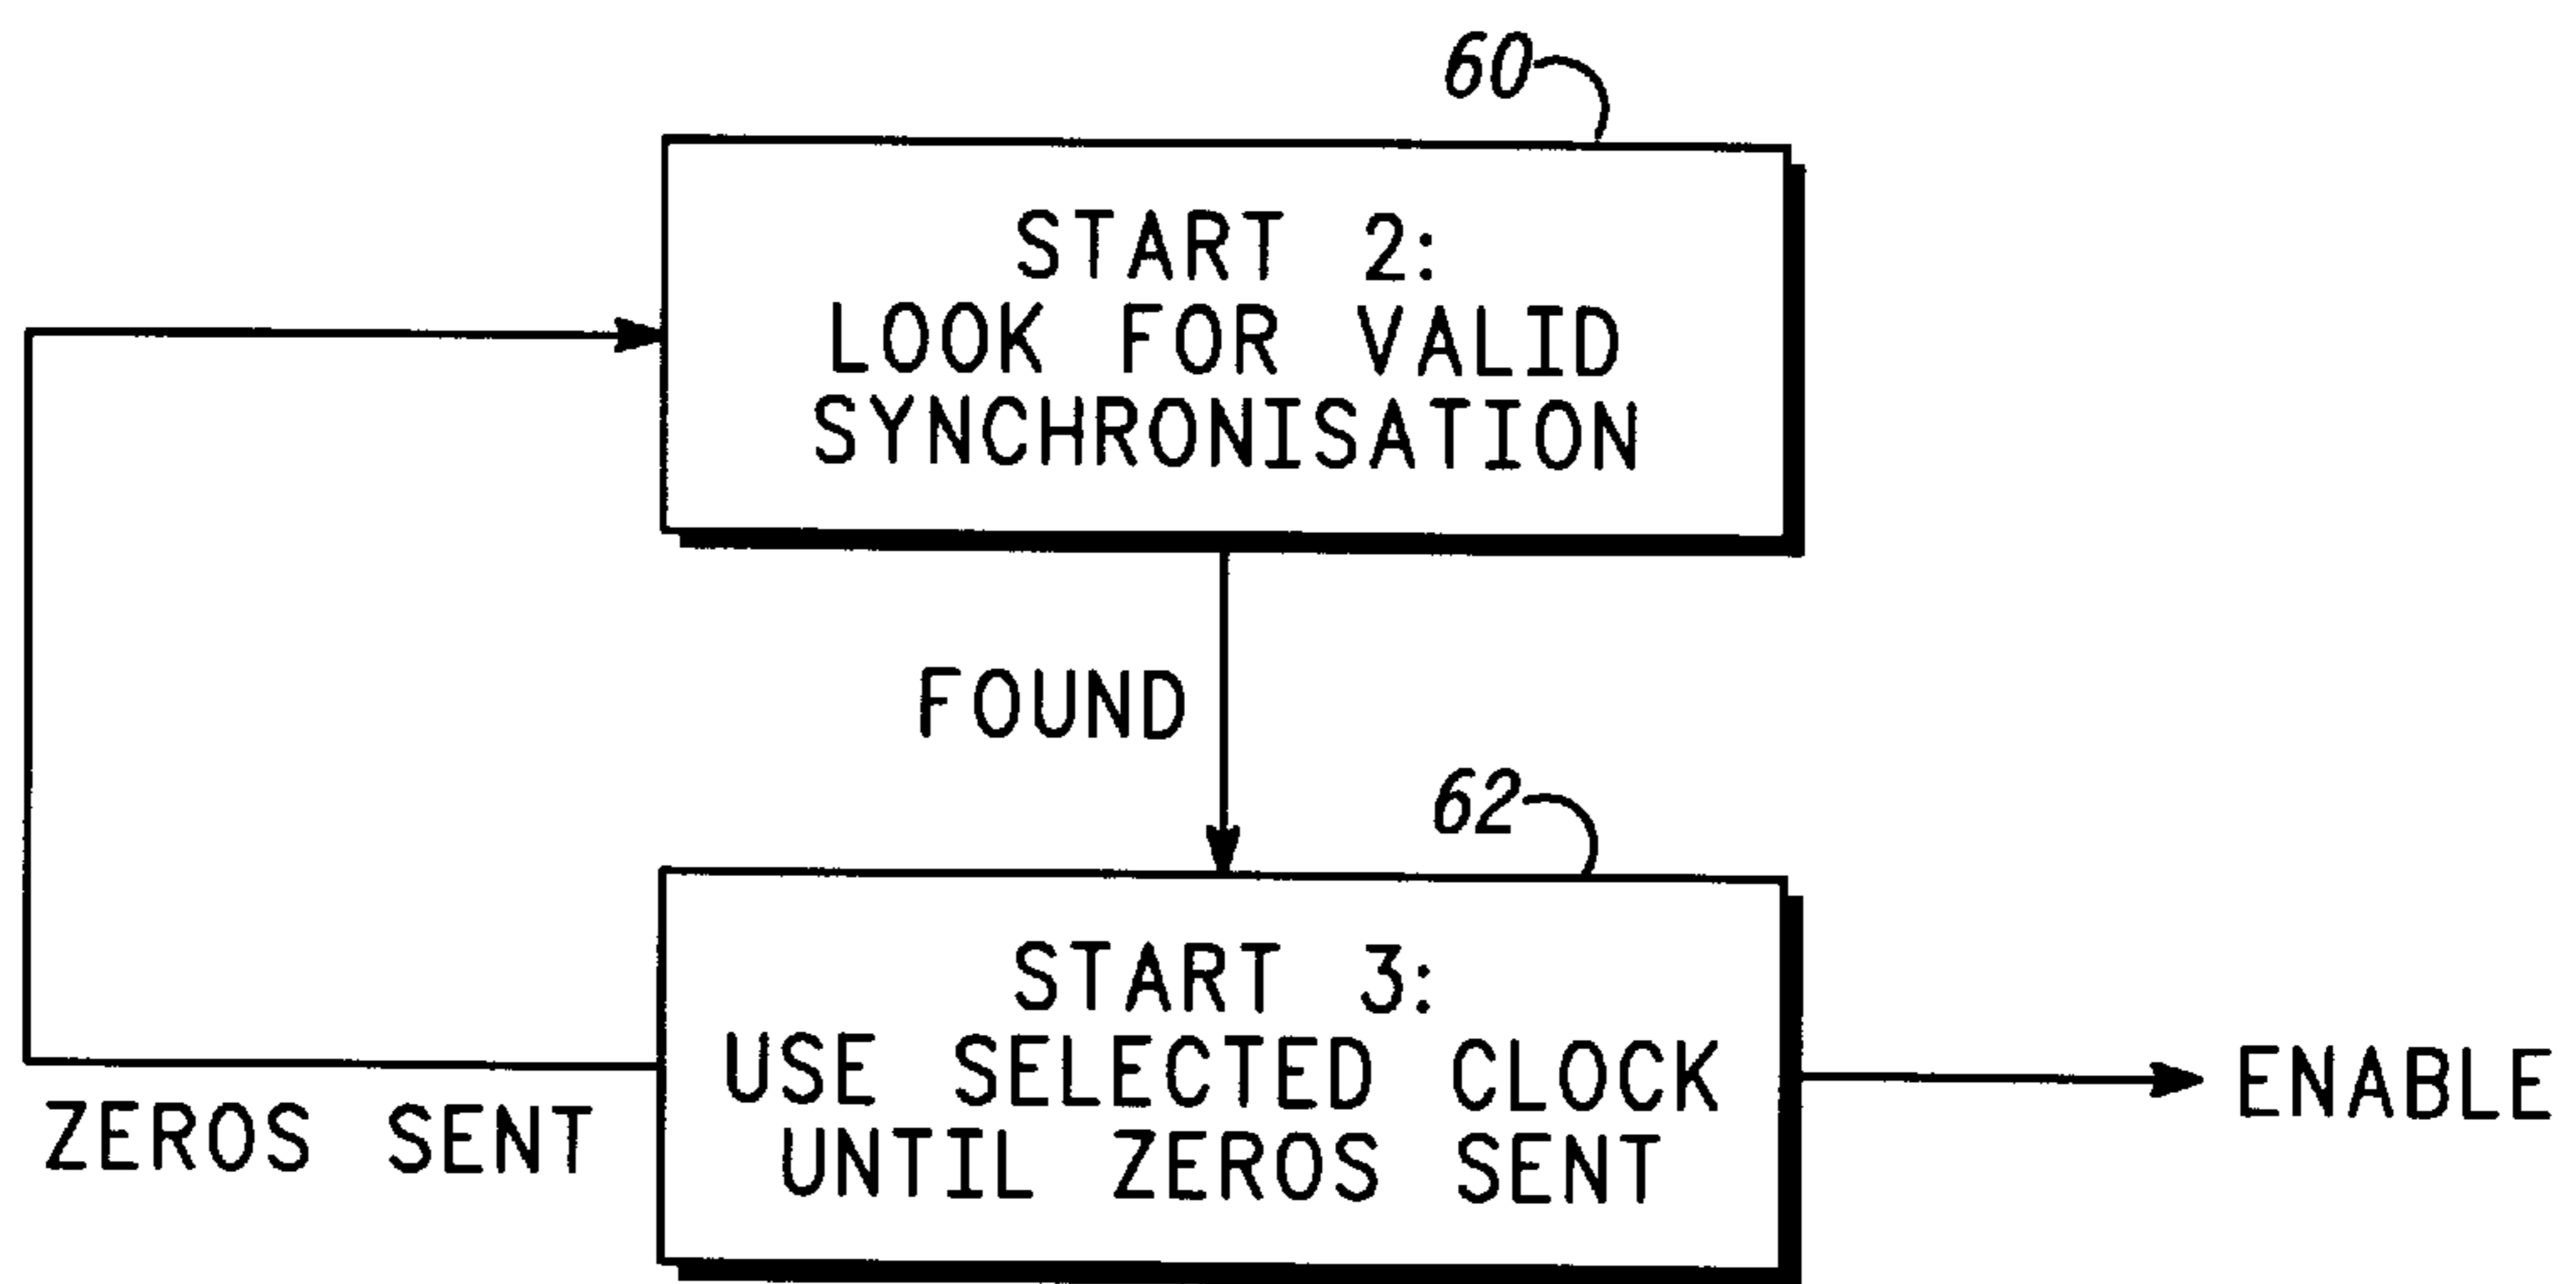 60
START 2:
LOOK FOR VALID
SYNCHRONISATION
FOUND
62
START 3:
USE SELECTED CLOCK
UNTIL ZEROS SENT
ZEROS SENT
ENABLE